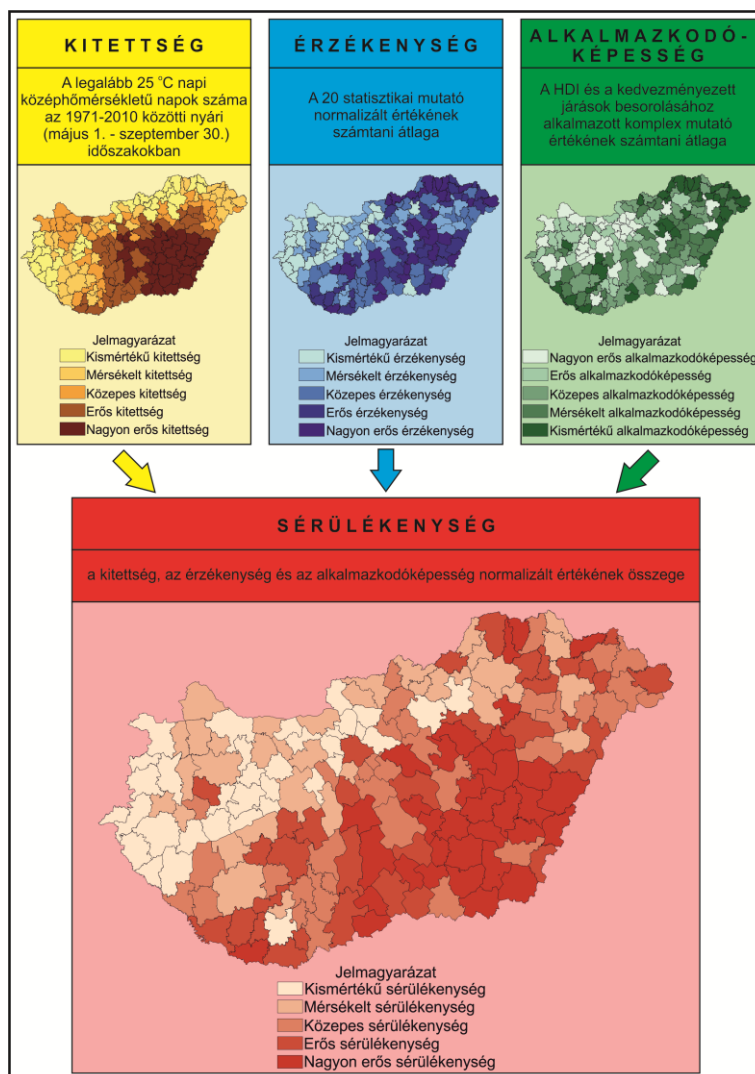 KITETTSÉG
A legalább 25 °C napi
középhőmérsékletű napok száma
az 1971-2010 közötti nyári
(május 1. - szeptember 30.)
időszakokban
Jelmagyarázat
Kismértékű kitettség
Mérsékelt kitettség
Közepes kitettség
Erős kitettség
Nagyon erős kitettség
ÉRZÉKENYSÉG
A 20 statisztikai mutató
normalizált értékének
számtani átlaga
Jelmagyarázat
Kismértékű érzékenység
Mérsékelt érzékenység
Közepes érzékenység
Erős érzékenység
Nagyon erős érzékenység
ALKALMAZKODÓ-
KÉPESSÉG
A HDI és a kedvezményezett
járások besorolásához
alkalmazott komplex mutató
értékének számtani átlaga
Jelmagyarázat
Nagyon erős alkalmazkodóképesség
Erős alkalmazkodóképesség
Közepes alkalmazkodóképesség
Mérsékelt alkalmazkodóképesség
Kismértékű alkalmazkodóképesség
SÉRÜLÉKENYSÉG
a kitettség, az érzékenység és az alkalmazkodóképesség normalizált értékének összege
Jelmagyarázat
Kismértékű sérülékenység
Mérsékelt sérülékenység
Közepes sérülékenység
Erős sérülékenység
Nagyon erős sérülékenység